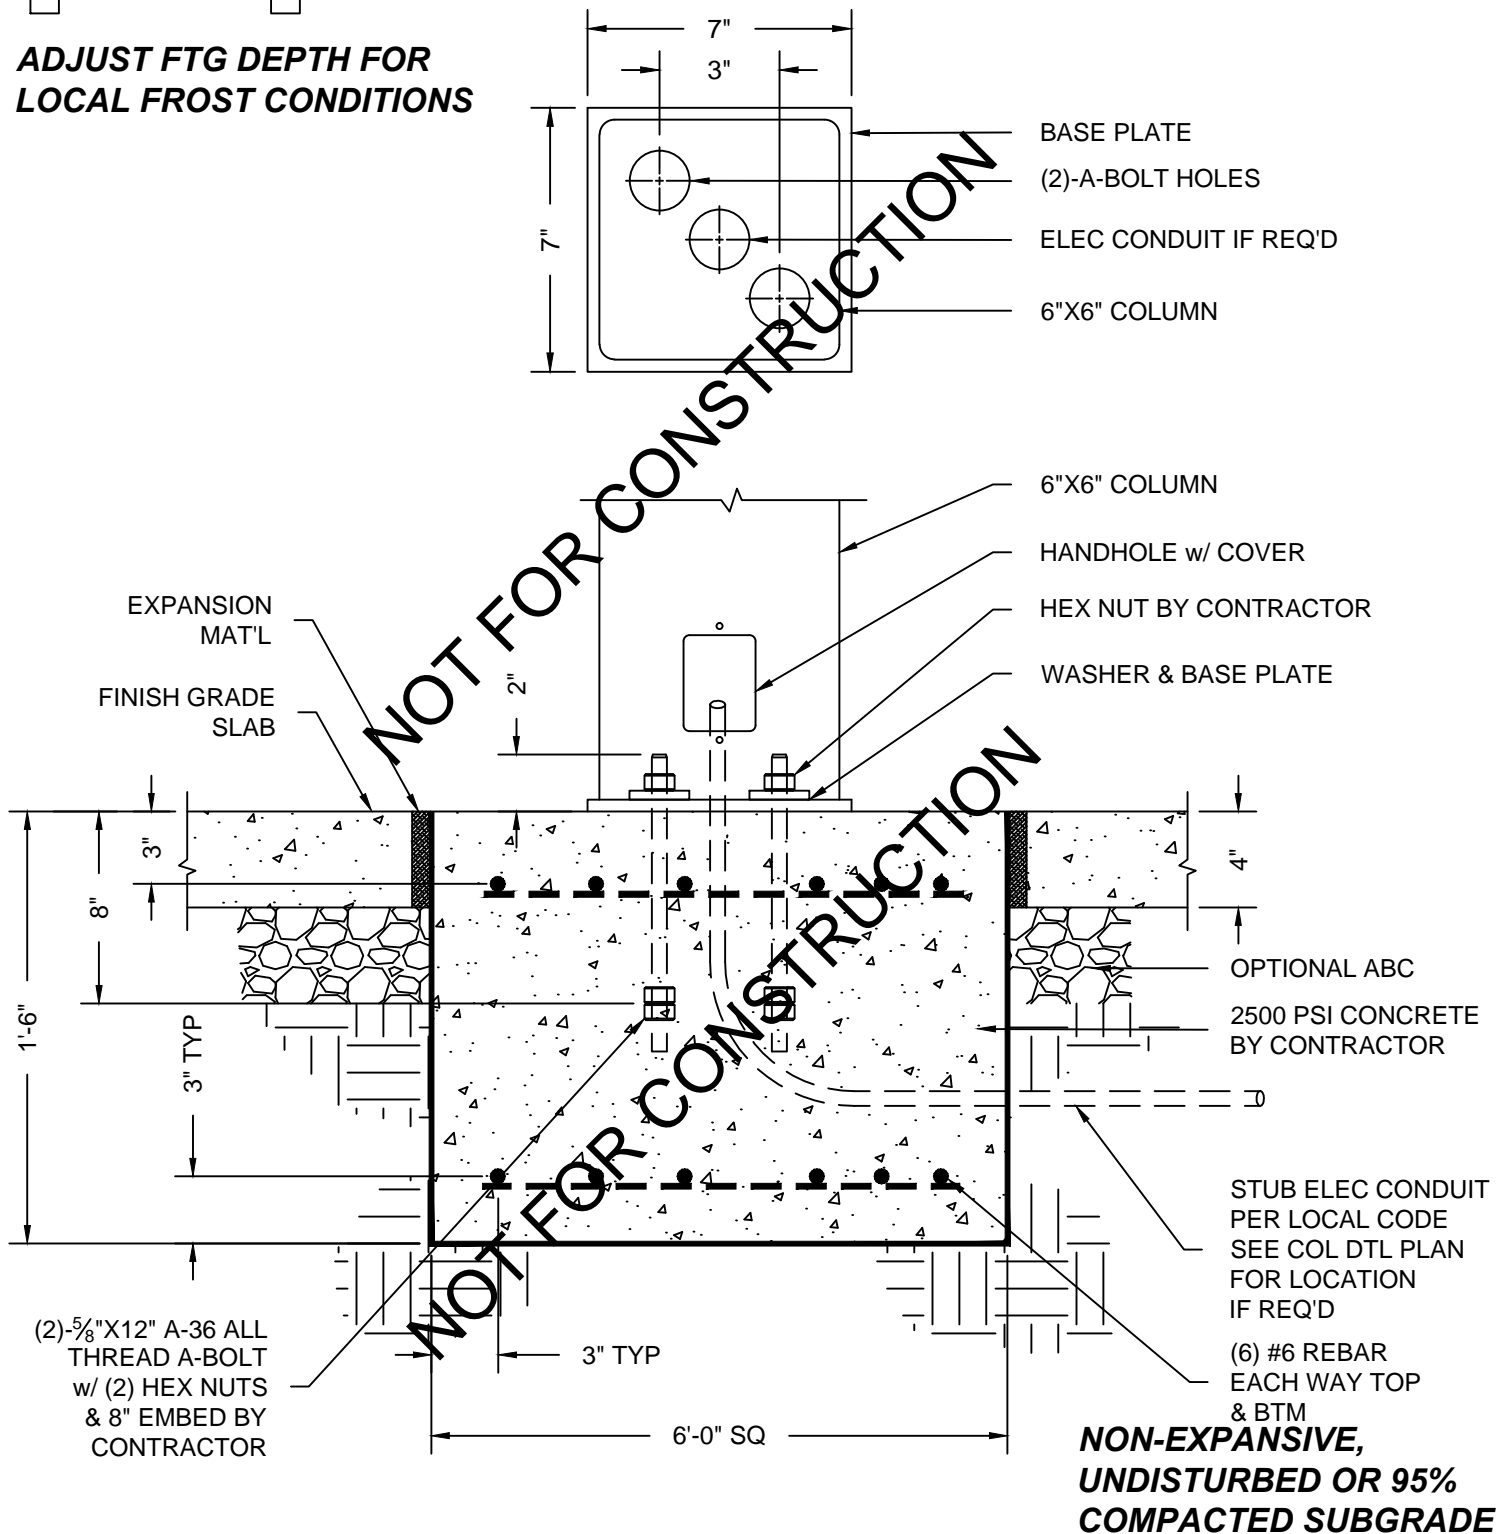 ADJUST FTG DEPTH FOR
LOCAL FROST CONDITIONS
7"
3"
7"
BASE PLATE
(2)-A-BOLT HOLES
ELEC CONDUIT IF REQ'D
6"X6" COLUMN
NOT FOR CONSTRUCTION
6"X6" COLUMN
HANDHOLE w/ COVER
HEX NUT BY CONTRACTOR
WASHER & BASE PLATE
EXPANSION
MAT'L
FINISH GRADE
SLAB
2"
3"
8"
1'-6"
3" TYP
4"
NOT FOR CONSTRUCTION
OPTIONAL ABC
2500 PSI CONCRETE
BY CONTRACTOR
STUB ELEC CONDUIT
PER LOCAL CODE
SEE COL DTL PLAN
FOR LOCATION
IF REQ'D
(6) #6 REBAR
EACH WAY TOP
& BTM
(2)-⅝"X12" A-36 ALL
THREAD A-BOLT
w/ (2) HEX NUTS
& 8" EMBED BY
CONTRACTOR
3" TYP
6'-0" SQ
NON-EXPANSIVE,
UNDISTURBED OR 95%
COMPACTED SUBGRADE